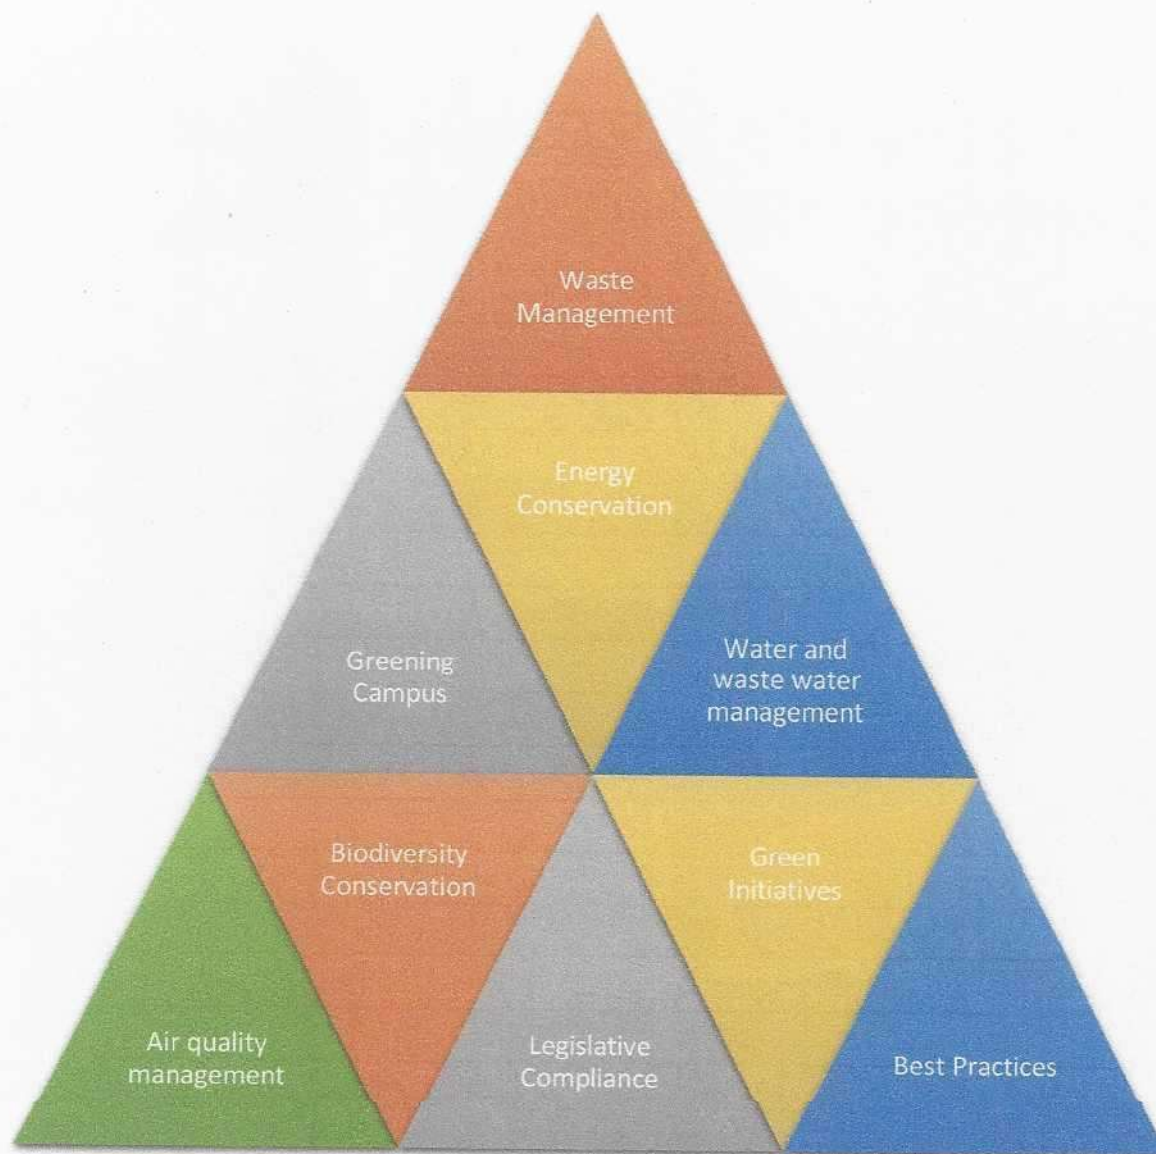 Waste
Management
Energy
Conservation
Greening
Campus
Water and
waste water
management
Biodiversity
Conservation
Green
Initiatives
Air quality
management
Legislative
Compliance
Best Practices